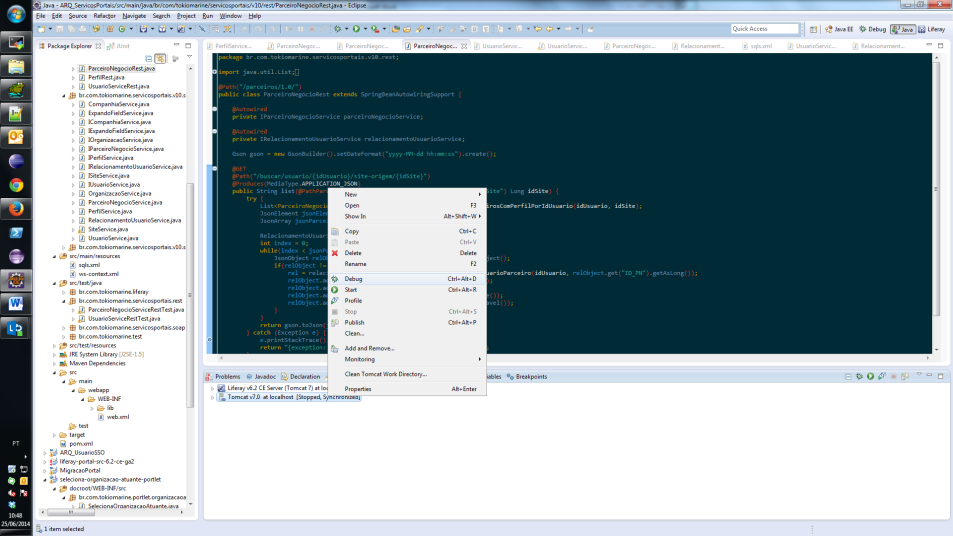 Java - ARQ_ServicosPortais/src/main/java/br/com/tokiomarine/servicosportais/v10/rest/ParceiroNegocioRest.java - Eclipse
File Edit Source Refactor Navigate Search Project Run Window Help
Quick Access
Java EE Debug Java Liferay
Package Explorer JUnit
ParceiroNegocioRest.java
PerfilRest.java
UsuarioServiceRest.java
br.com.tokiomarine.servicosportais.v10.s
CompanhiaService.java
ExpandoFieldService.java
ICompanhiaService.java
IExpandoFieldService.java
IOrganizacaoService.java
IParceiroNegocioService.java
IPerfilService.java
IRelacionamentoUsuarioService.java
ISiteService.java
IUsuarioService.java
OrganizacaoService.java
ParceiroNegocioService.java
PerfilService.java
RelacionamentoUsuarioService.java
SiteService.java
UsuarioService.java
br.com.tokiomarine.servicosportais.v10.s
src/main/resources
sqls.xml
ws-context.xml
src/test/java
br.com.tokiomarine.liferay
br.com.tokiomarine.servicosportais.rest
ParceiroNegocioServiceRestTest.java
UsuarioServiceRestTest.java
br.com.tokiomarine.servicosportais.soap
br.com.tokiomarine.test
src/test/resources
JRE System Library [J2SE-1.5]
Maven Dependencies
src
main
webapp
WEB-INF
lib
web.xml
test
target
pom.xml
ARQ_UsuarioSSO
liferay-portal-src-6.2-ce-ga2
MigracaoPortal
seleciona-organizacao-atuante-portlet
docroot/WEB-INF/src
br.com.tokiomarine.portlet.organizacaoa
SelecionaOrganizacaoAtuante.java
PerfilService... ParceiroNegoc... ParceiroNegoc... ParceiroNegoc... UsuarioServic... UsuarioServic... UsuarioServic... Relacionament... sqls.xml UsuarioServic... Relacionament...
package br.com.tokiomarine.servicosportais.v10.rest;
import java.util.List;
@Path("/parceiros/1.0/")
public class ParceiroNegocioRest extends SpringBeanAutowiringSupport {
@Autowired
private IParceiroNegocioService parceiroNegocioService;
@Autowired
private IRelacionamentoUsuarioService relacionamentoUsuarioService;
Gson gson = new GsonBuilder().setDateFormat("yyyy-MM-dd hh:mm:ss").create();
@GET
@Path("/buscar/usuario/{idUsuario}/site-origem/{idSite}")
@Produces(MediaType.APPLICATION_JSON)
public String list(@PathPar
"idSite") Long idSite) {
try {
List<ParceiroNegocio
irosComPerfilPorIdUsuario(idUsuario, idSite);
JsonElement jsonElem
JsonArray jsonParce
Relacionamento
int index = 0;
while(index < jsonP
JsonObject relO
ject();
if(relObject !=
rel = relac
uarioParceiro(idUsuario, relObject.get("ID_PN").getAsLong());
relObject.a
relObject.a
relObject.a
}
}
return gson.toJson(
} catch (Exception e) {
e.printStackTrace()
return "{exception:
New
Open F3
Show In Alt+Shift+W
Copy Ctrl+C
Paste Ctrl+V
Delete Delete
Rename F2
Debug Ctrl+Alt+D
Start Ctrl+Alt+R
Profile
Stop Ctrl+Alt+S
Publish Ctrl+Alt+P
Clean...
Add and Remove...
Monitoring
Clean Tomcat Work Directory...
Properties Alt+Enter
Problems Javadoc Declaration
ables Breakpoints
Liferay v6.2 CE Server (Tomcat 7) at loc
Tomcat v7.0 at localhost [Stopped, Synchronized]
1 item selected
PT
10:48
25/06/2014